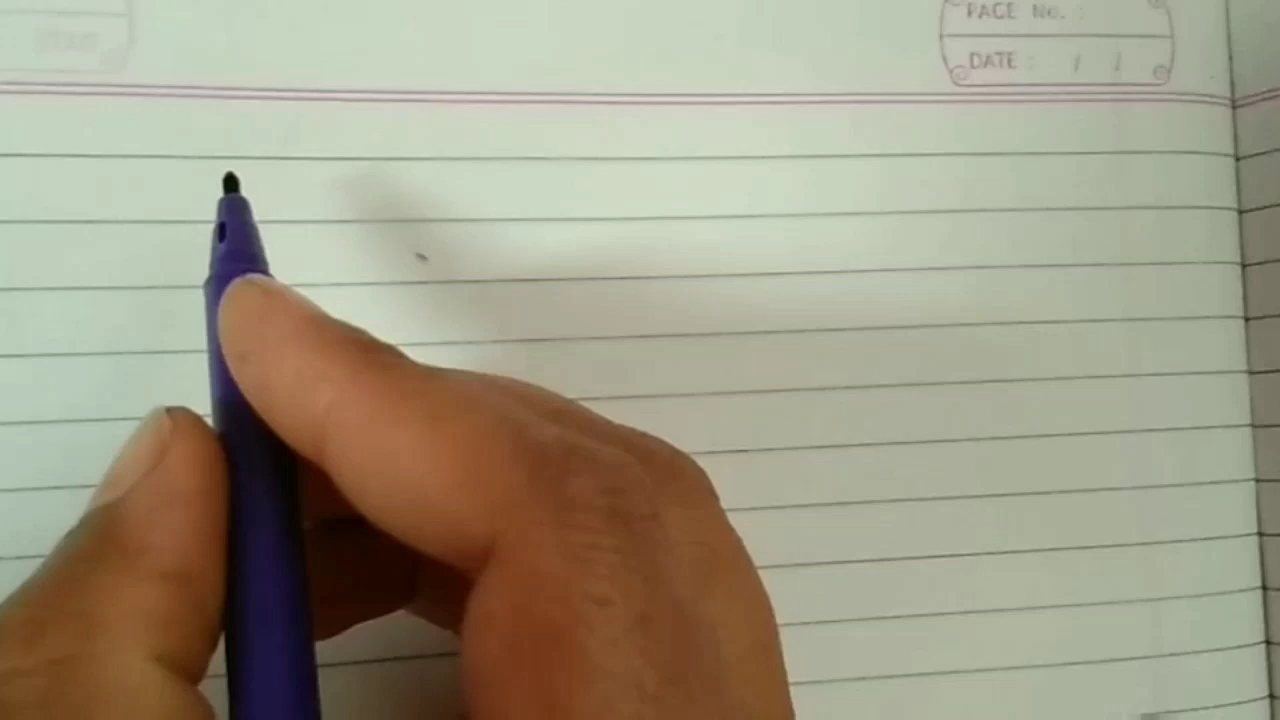 PAGE No. :
DATE : / /